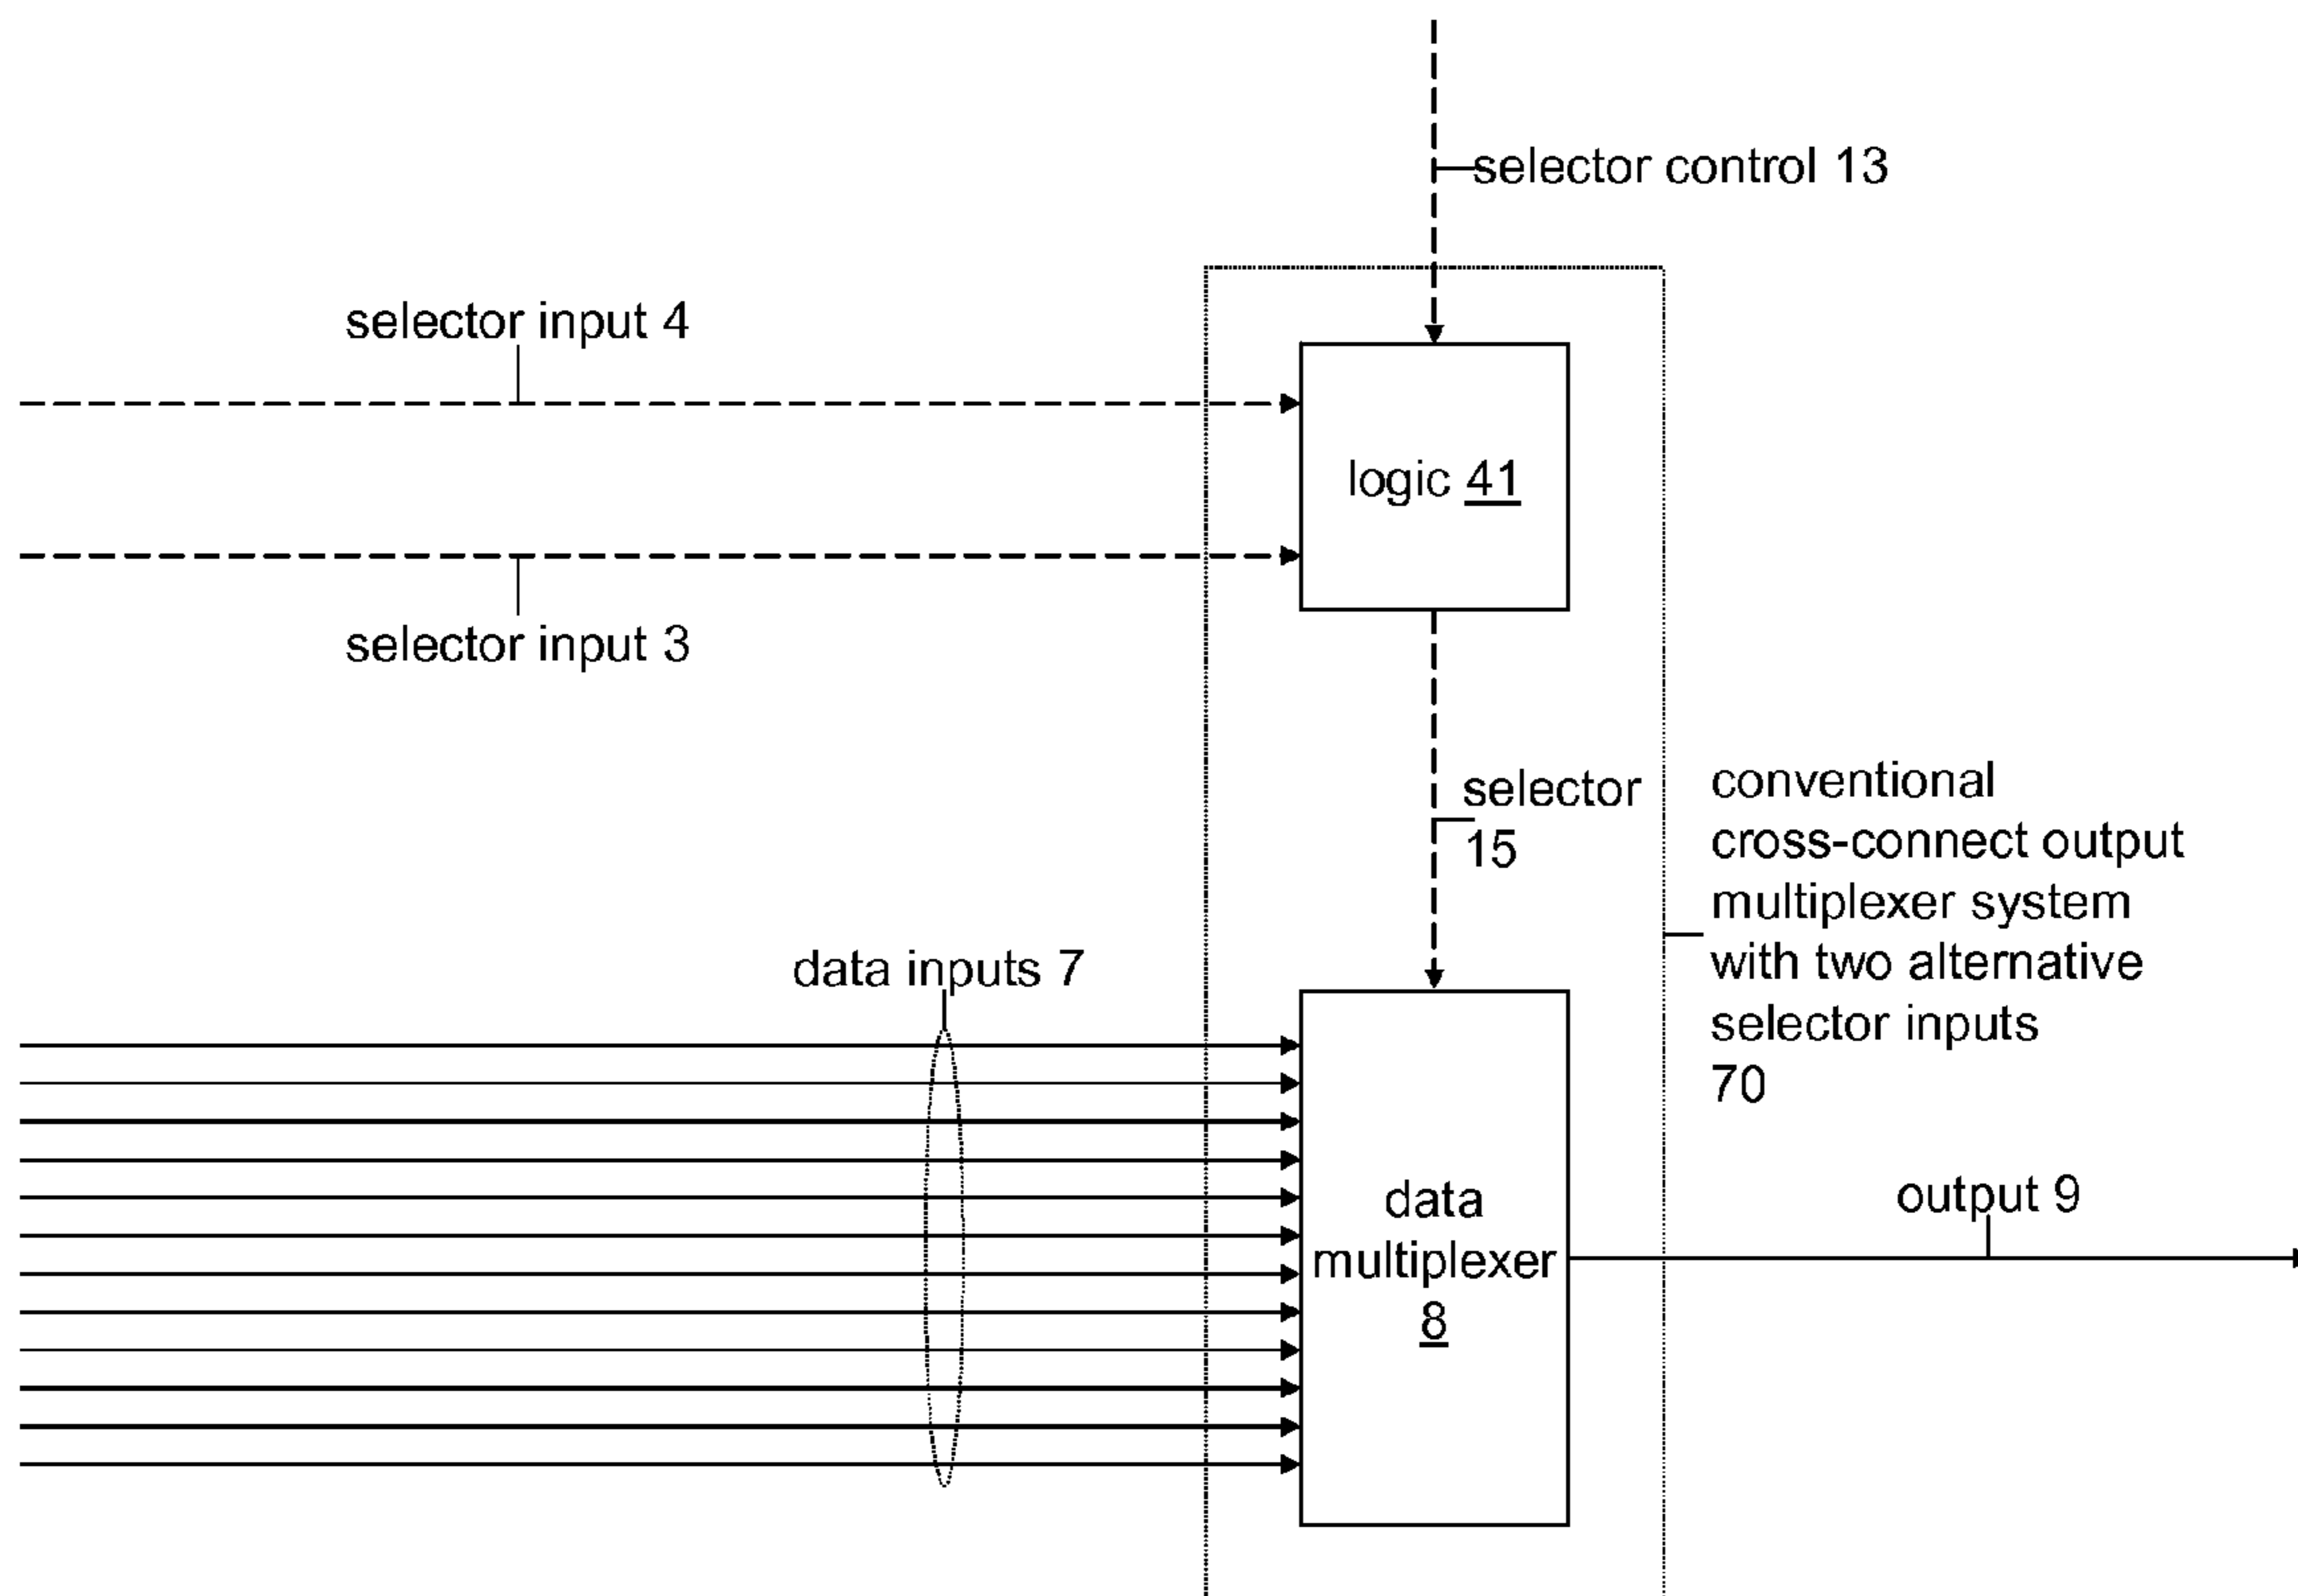 selector control 13
selector input 4
logic 41
selector input 3
selector
15
conventional
cross-connect output
multiplexer system
with two alternative
selector inputs
70
data inputs 7
data
multiplexer
8
output 9